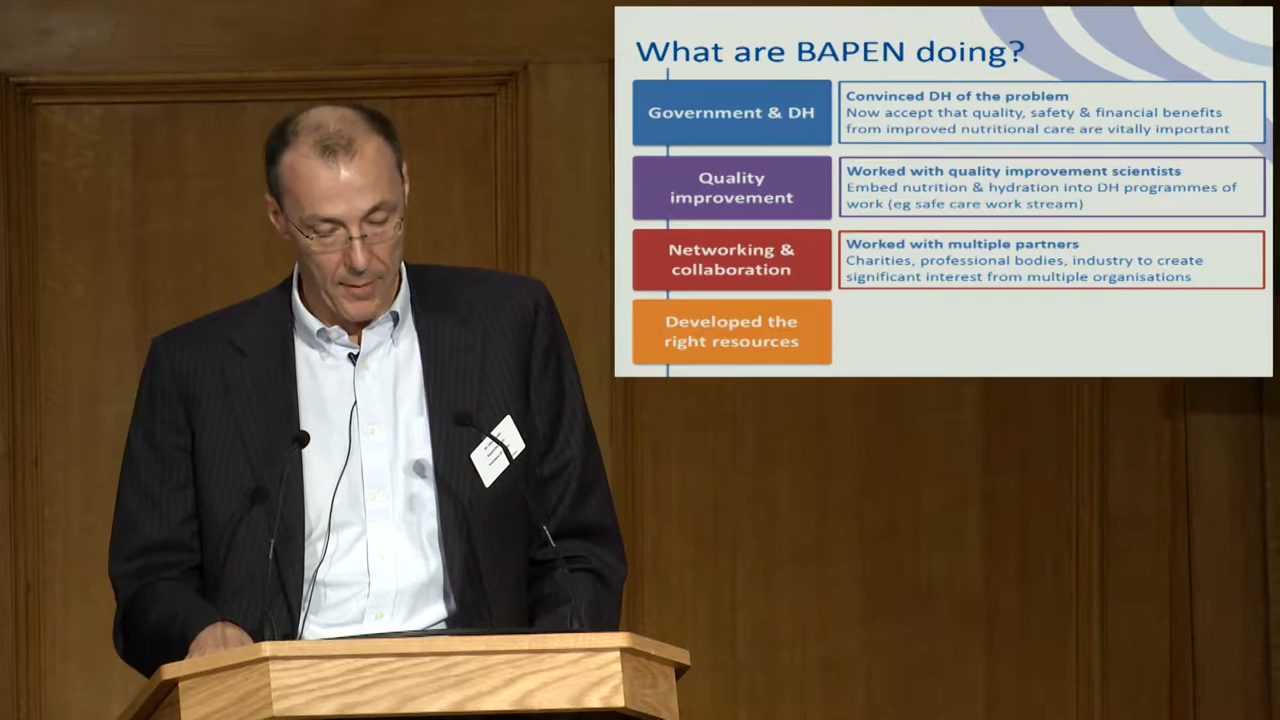 What are BAPEN doing?
Government & DH
Convinced DH of the problem
Now accept that quality, safety & financial benefits
from improved nutritional care are vitally important
Quality
improvement
Worked with quality improvement scientists
Embed nutrition & hydration into DH programmes of
work (eg safe care work stream)
Networking &
collaboration
Worked with multiple partners
Charities, professional bodies, industry to create
significant interest from multiple organisations
Developed the
right resources